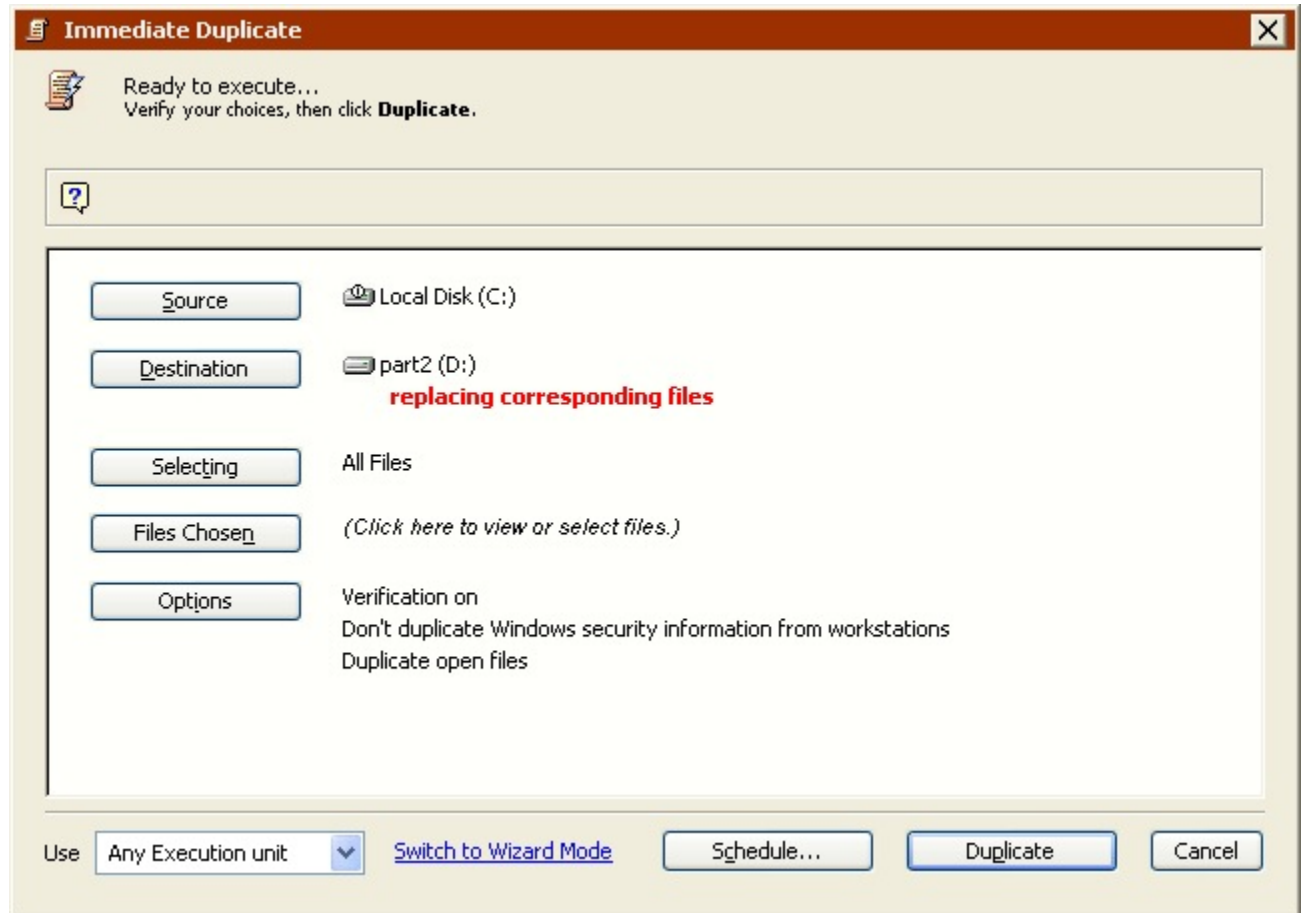 Immediate Duplicate
Ready to execute...
Verify your choices, then click Duplicate.
Source
Local Disk (C:)
Destination
part2 (D:)
replacing corresponding files
Selecting
All Files
Files Chosen
(Click here to view or select files.)
Options
Verification on
Don't duplicate Windows security information from workstations
Duplicate open files
Use
Any Execution unit
Switch to Wizard Mode
Schedule...
Duplicate
Cancel